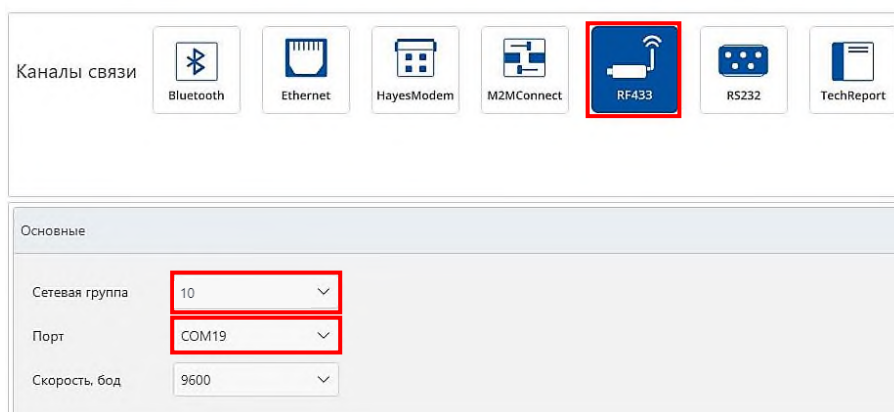 Каналы связи
Bluetooth
Ethernet
HayesModem
M2MConnect
RF433
RS232
TechReport
Основные
Сетевая группа 10
Порт COM19
Скорость, бод 9600